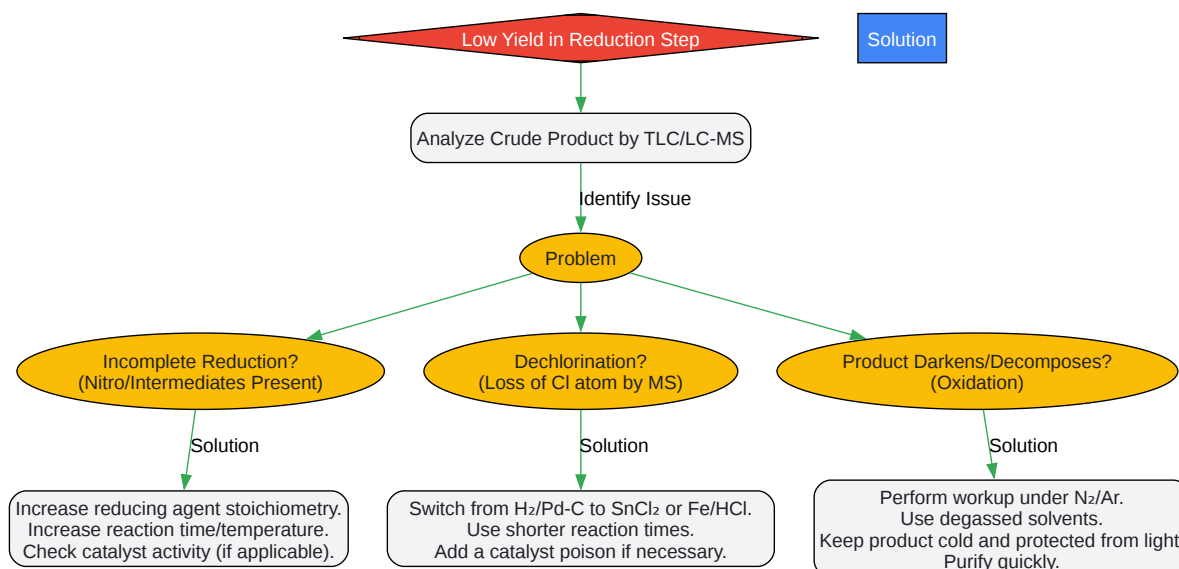 Low Yield in Reduction Step
Solution
Analyze Crude Product by TLC/LC-MS
Identify Issue
Problem
Incomplete Reduction?
(Nitro/Intermediates Present)
Dechlorination?
(Loss of Cl atom by MS)
Product Darkens/Decomposes?
(Oxidation)
Solution
Solution
Solution
Increase reducing agent stoichiometry.
Increase reaction time/temperature.
Check catalyst activity (if applicable).
Switch from H₂/Pd-C to SnCl₂ or Fe/HCl.
Use shorter reaction times.
Add a catalyst poison if necessary.
Perform workup under N₂/Ar.
Use degassed solvents.
Keep product cold and protected from light
Purify quickly.